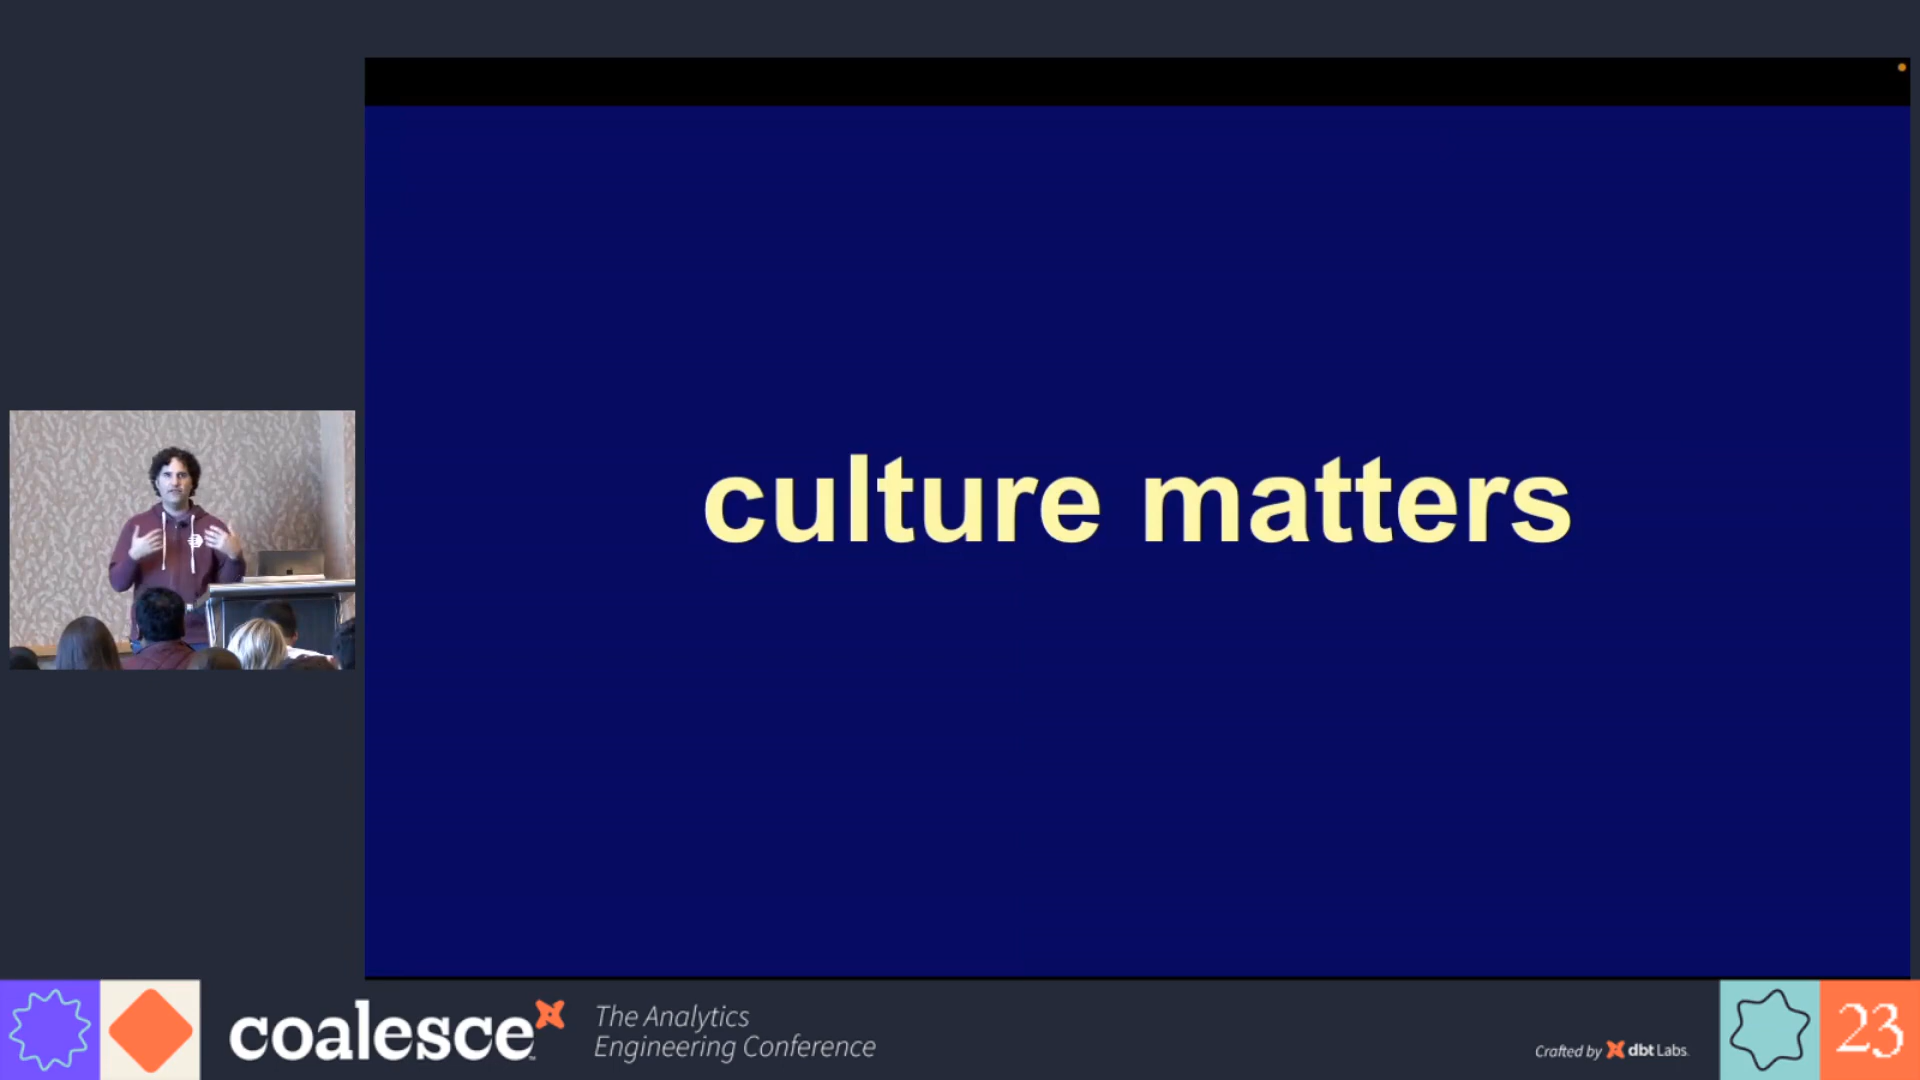 culture matters
coalesce
The Analytics
Engineering Conference
Crafted by dbt Labs
23